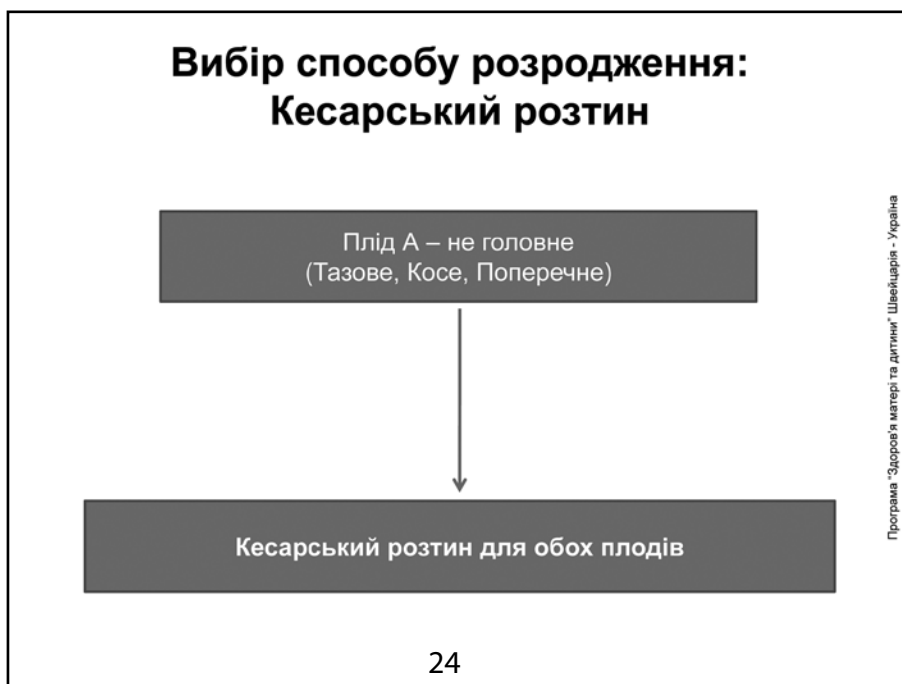 Вибір способу розродження:
Кесарський розтин
Плід А – не головне
(Тазове, Косе, Поперечне)
Кесарський розтин для обох плодів
Програма "Здоров'я матері та дитини" Швейцарія - Україна
24